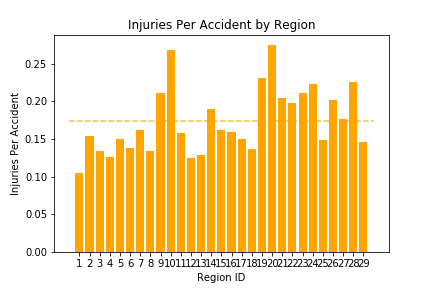 Injuries Per Accident by Region
Injuries Per Accident
0.25
0.20
0.15
0.10
0.05
0.00
1 2 3 4 5 6 7 8 9 10 11 12 13 14 15 16 17 18 19 20 21 22 23 24 25 26 27 28 29
Region ID